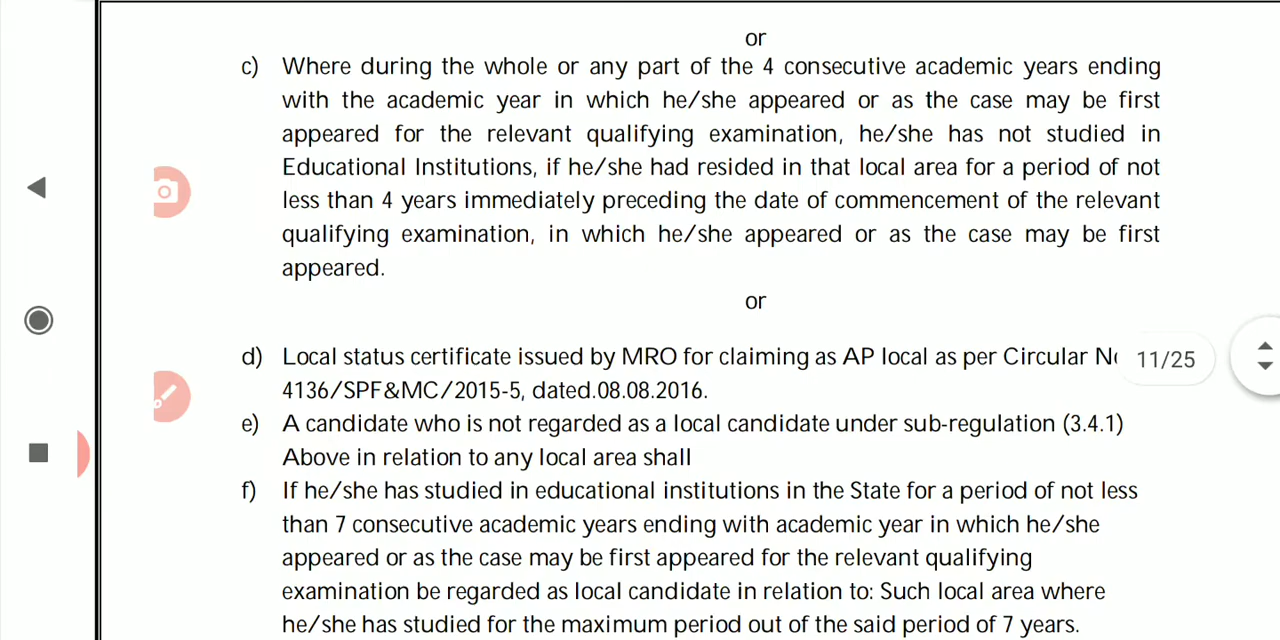 or
c) Where during the whole or any part of the 4 consecutive academic years ending
with the academic year in which he/she appeared or as the case may be first
appeared for the relevant qualifying examination, he/she has not studied in
Educational Institutions, if he/she had resided in that local area for a period of not
less than 4 years immediately preceding the date of commencement of the relevant
qualifying examination, in which he/she appeared or as the case may be first
appeared.
or
d) Local status certificate issued by MRO for claiming as AP local as per Circular
11/25
4136/SPF&MC/2015-5, dated.08.08.2016.
e) A candidate who is not regarded as a local candidate under sub-regulation (3.4.1)
Above in relation to any local area shall
f) If he/she has studied in educational institutions in the State for a period of not less
than 7 consecutive academic years ending with academic year in which he/she
appeared or as the case may be first appeared for the relevant qualifying
examination be regarded as local candidate in relation to: Such local area where
he/she has studied for the maximum period out of the said period of 7 years.